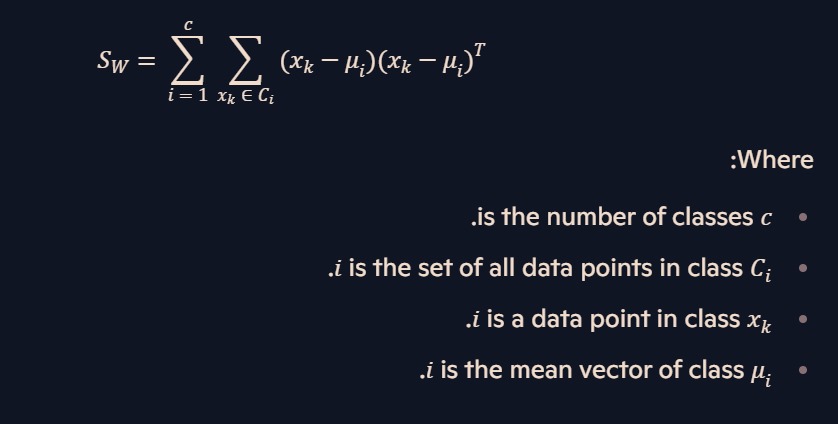 S_W = \sum_{i=1}^{c} \sum_{x_k \in C_i} (x_k - \mu_i)(x_k - \mu_i)^T
:Where
• c is the number of classes.
• C_i is the set of all data points in class i.
• x_k is a data point in class i.
• μ_i is the mean vector of class i.